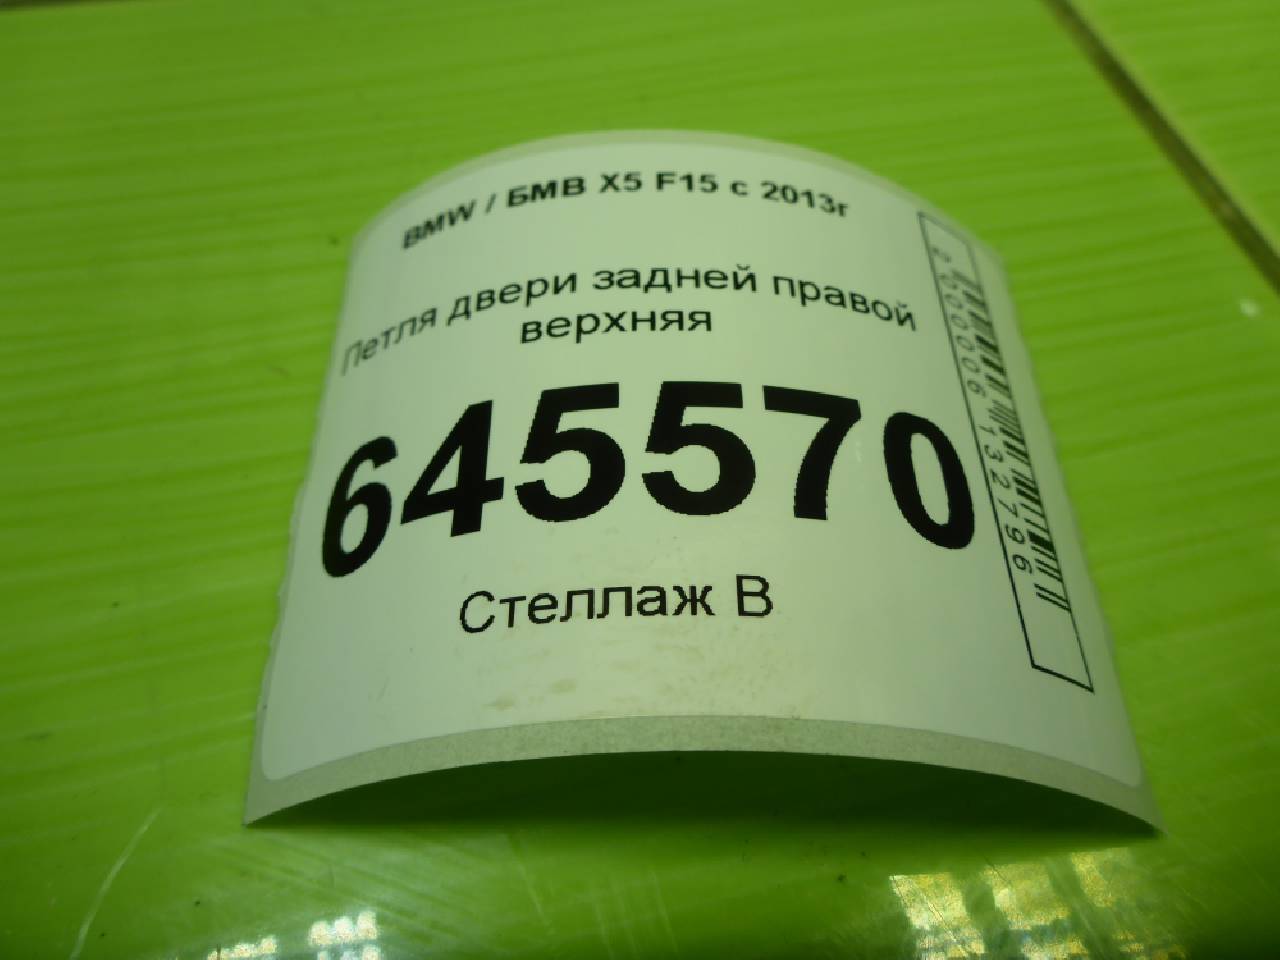 BMW / БМВ X5 F15 с 2013г
Петля двери задней правой
верхняя
645570
Стеллаж В
2000006132796